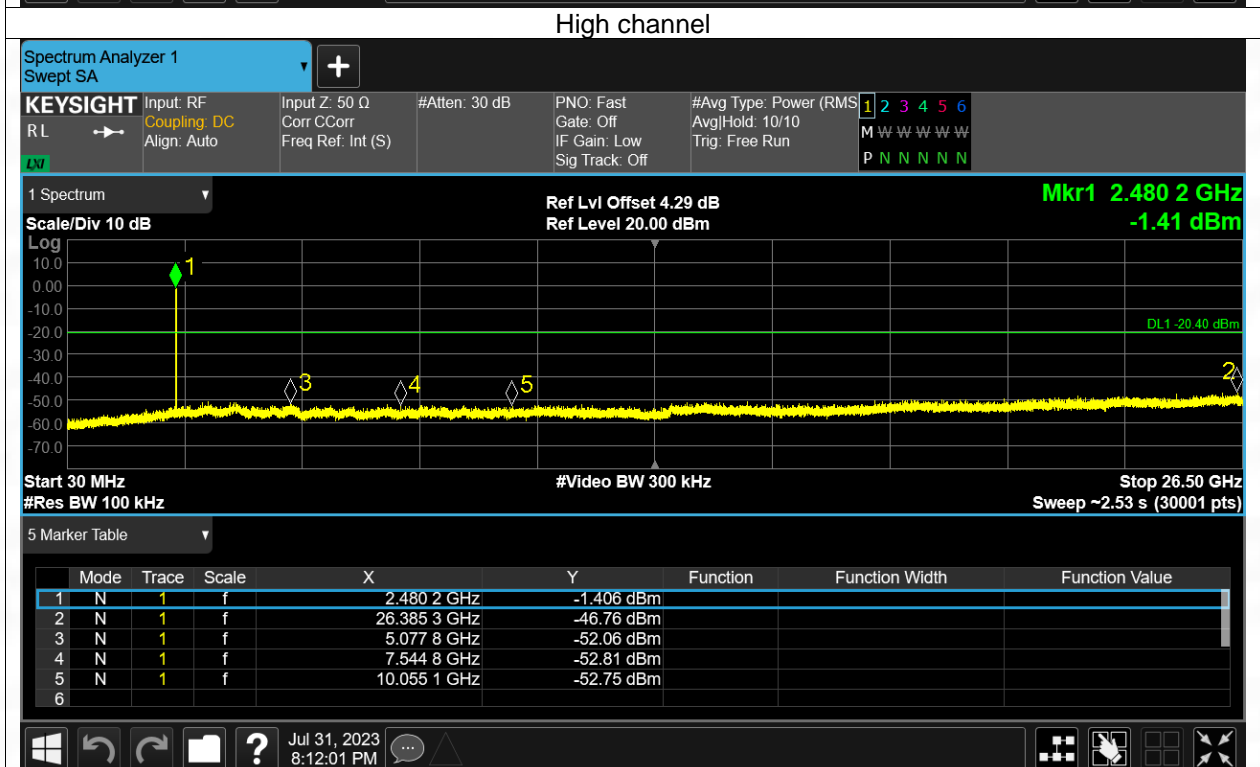 High channel
Spectrum Analyzer 1
Swept SA
KEYSIGHT Input: RF Input Z: 50 Ω #Atten: 30 dB PNO: Fast #Avg Type: Power (RMS 1 2 3 4 5 6
RL Coupling: DC Corr CCorr Gate: Off Avg|Hold: 10/10 M W W W W W
Align: Auto Freq Ref: Int (S) IF Gain: Low Trig: Free Run
LXI Sig Track: Off P N N N N N
1 Spectrum Ref Lvl Offset 4.29 dB Mkr1 2.480 2 GHz
Scale/Div 10 dB Ref Level 20.00 dBm -1.41 dBm
Log
10.0 1
0.00
-10.0
-20.0 DL1 -20.40 dBm
-30.0
-40.0 3 4 5 2
-50.0
-60.0
-70.0
Start 30 MHz #Video BW 300 kHz Stop 26.50 GHz
#Res BW 100 kHz Sweep ~2.53 s (30001 pts)
5 Marker Table
Mode Trace Scale X Y Function Function Width Function Value
1 N 1 f 2.480 2 GHz -1.406 dBm
2 N 1 f 26.385 3 GHz -46.76 dBm
3 N 1 f 5.077 8 GHz -52.06 dBm
4 N 1 f 7.544 8 GHz -52.81 dBm
5 N 1 f 10.055 1 GHz -52.75 dBm
6
? Jul 31, 2023
8:12:01 PM